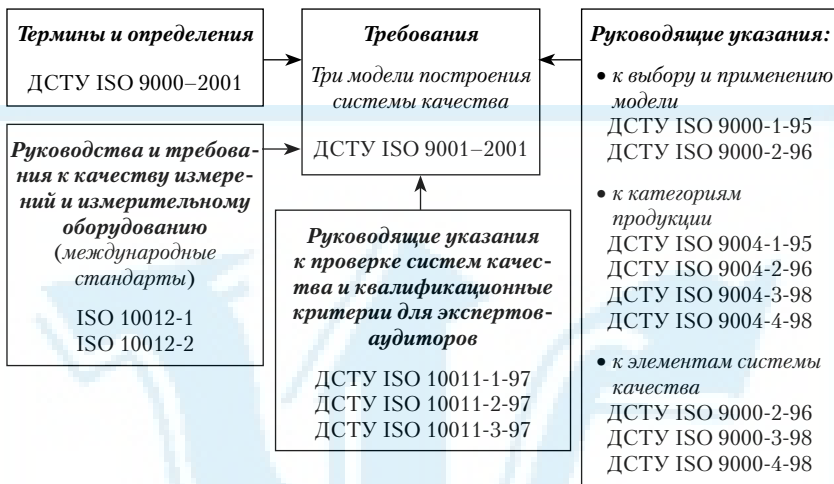 Термины и определения
ДСТУ ISO 9000–2001
Требования
Три модели построения
системы качества
ДСТУ ISO 9001–2001
Руководства и требова-
ния к качеству измере-
ний и измерительному
оборудованию
(международные
стандарты)
ISO 10012-1
ISO 10012-2
Руководящие указания
к проверке систем качес-
тва и квалификационные
критерии для экспертов-
аудиторов
ДСТУ ISO 10011-1-97
ДСТУ ISO 10011-2-97
ДСТУ ISO 10011-3-97
Руководящие указания:
• к выбору и применению
модели
ДСТУ ISO 9000-1-95
ДСТУ ISO 9000-2-96
• к категориям
продукции
ДСТУ ISO 9004-1-95
ДСТУ ISO 9004-2-96
ДСТУ ISO 9004-3-98
ДСТУ ISO 9004-4-98
• к элементам системы
качества
ДСТУ ISO 9000-2-96
ДСТУ ISO 9000-3-98
ДСТУ ISO 9000-4-98